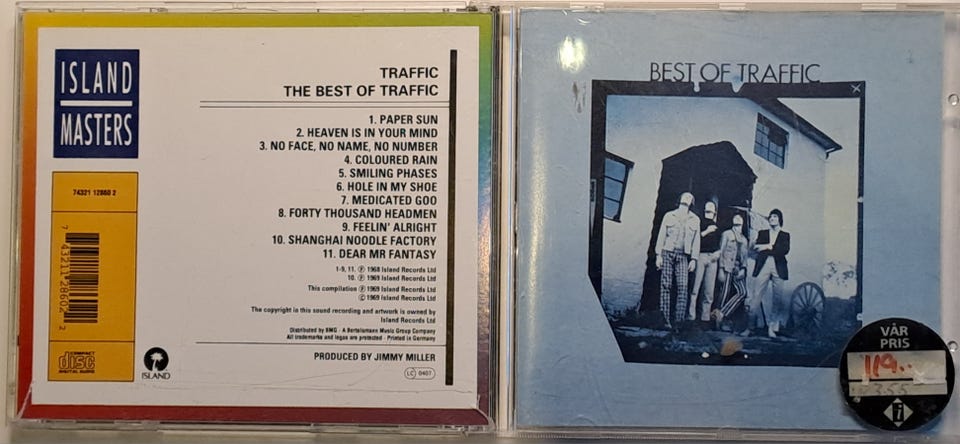 ISLAND
MASTERS
TRAFFIC
THE BEST OF TRAFFIC
1. PAPER SUN
2. HEAVEN IS IN YOUR MIND
3. NO FACE, NO NAME, NO NUMBER
4. COLOURED RAIN
5. SMILING PHASES
6. HOLE IN MY SHOE
7. MEDICATED GOO
8. FORTY THOUSAND HEADMEN
9. FEELIN' ALRIGHT
10. SHANGHAI NOODLE FACTORY
11. DEAR MR FANTASY
1-9, 11. Ⓟ 1968 Island Records Ltd
10. Ⓟ 1969 Island Records Ltd
This compilation Ⓟ 1969 Island Records Ltd
© 1969 Island Records Ltd
The copyright in this sound recording and artwork is owned by
Island Records Ltd
Distributed by BMG · A Bertelsmann Music Group Company
All trademarks and logos are protected · Printed in Germany
PRODUCED BY JIMMY MILLER
LC 0407
74321 12860 2
7 43211 28602 2
COMPACT
disc
DIGITAL AUDIO
ISLAND
BEST OF TRAFFIC
VÅR
PRIS
119.-